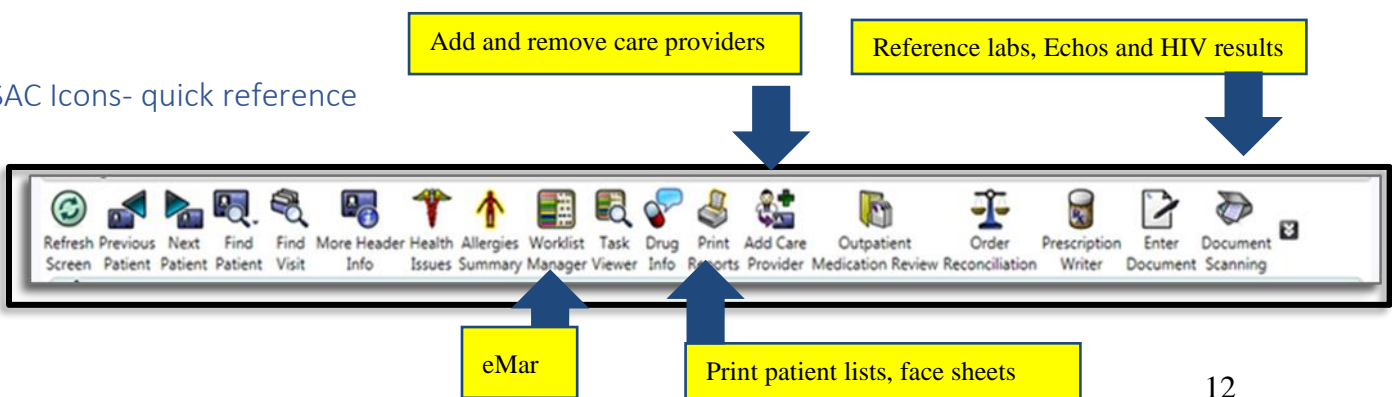 Add and remove care providers
Reference labs, Echos and HIV results
SAC Icons- quick reference
Refresh Screen
Previous Patient
Next Patient
Find Patient
Find Visit
More Header Info
Health Issues
Allergies Summary
Worklist Manager
Task Viewer
Drug Info
Print Reports
Add Care Provider
Outpatient Medication Review
Order Reconciliation
Prescription Writer
Enter Document
Document Scanning
eMar
Print patient lists, face sheets
12